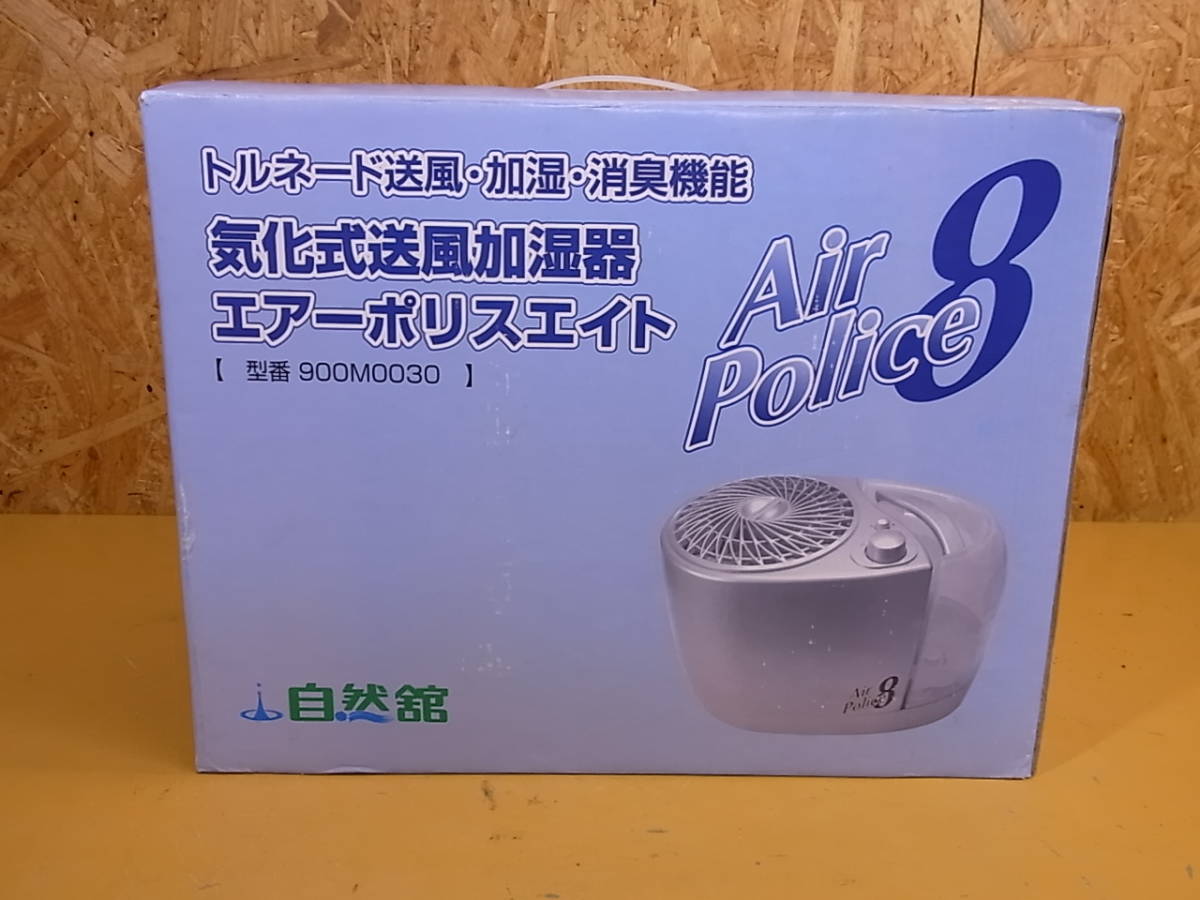 トルネード送風・加湿・消臭機能
気化式送風加湿器
エアーポリスエイト
【 型番 900M0030 】
Air
Police 8
Air
Police 8
自然舘